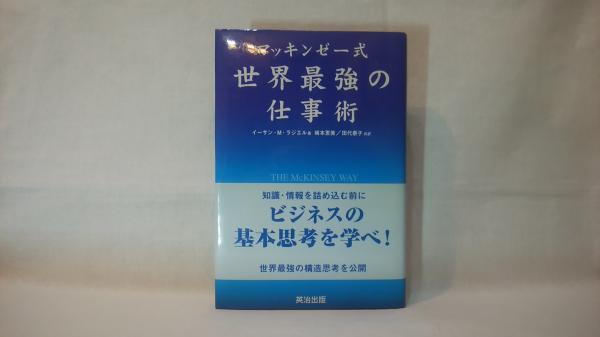 マッキンゼー式
世界最強の
仕事術
イーサン・M・ラジエル著 嶋本恵美/田代泰子 共訳
THE McKINSEY WAY
知識・情報を詰め込む前に
ビジネスの
基本思考を学べ!
世界最強の構造思考を公開
英治出版